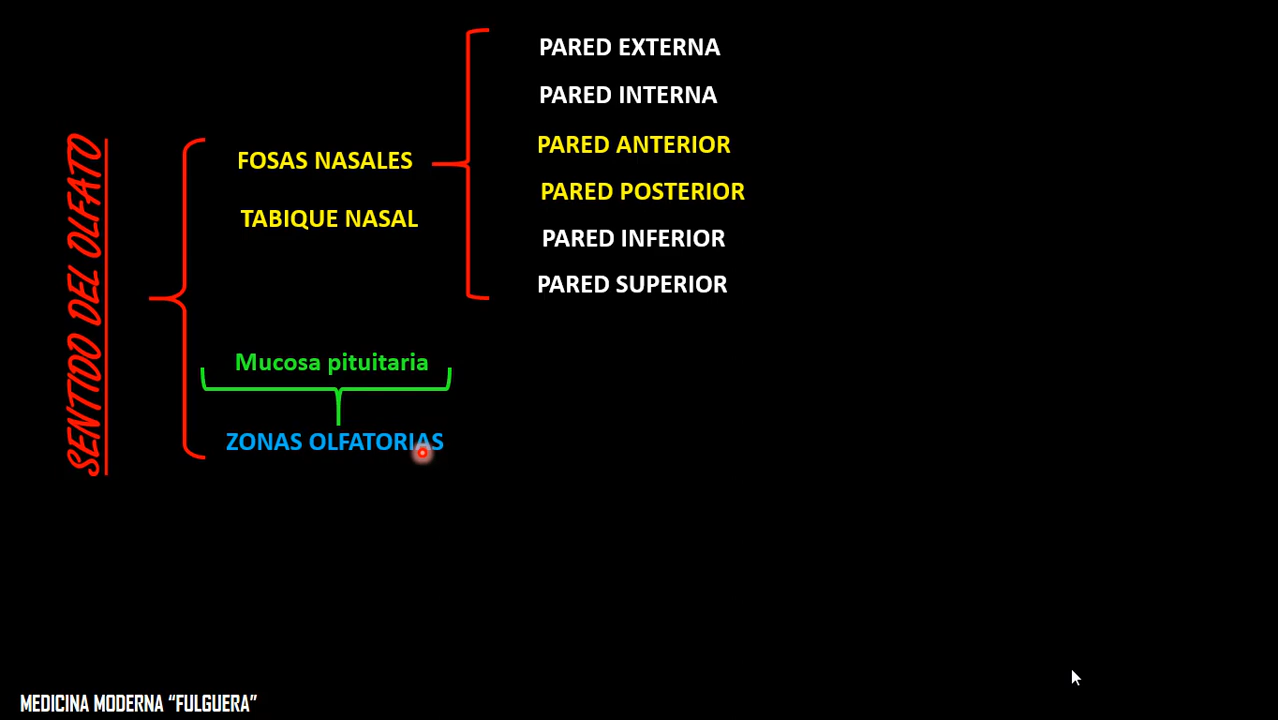 SENTIDO DEL OLFATO
FOSAS NASALES
TABIQUE NASAL
PARED EXTERNA
PARED INTERNA
PARED ANTERIOR
PARED POSTERIOR
PARED INFERIOR
PARED SUPERIOR
Mucosa pituitaria
ZONAS OLFATORIAS
MEDICINA MODERNA “FULGUERA”